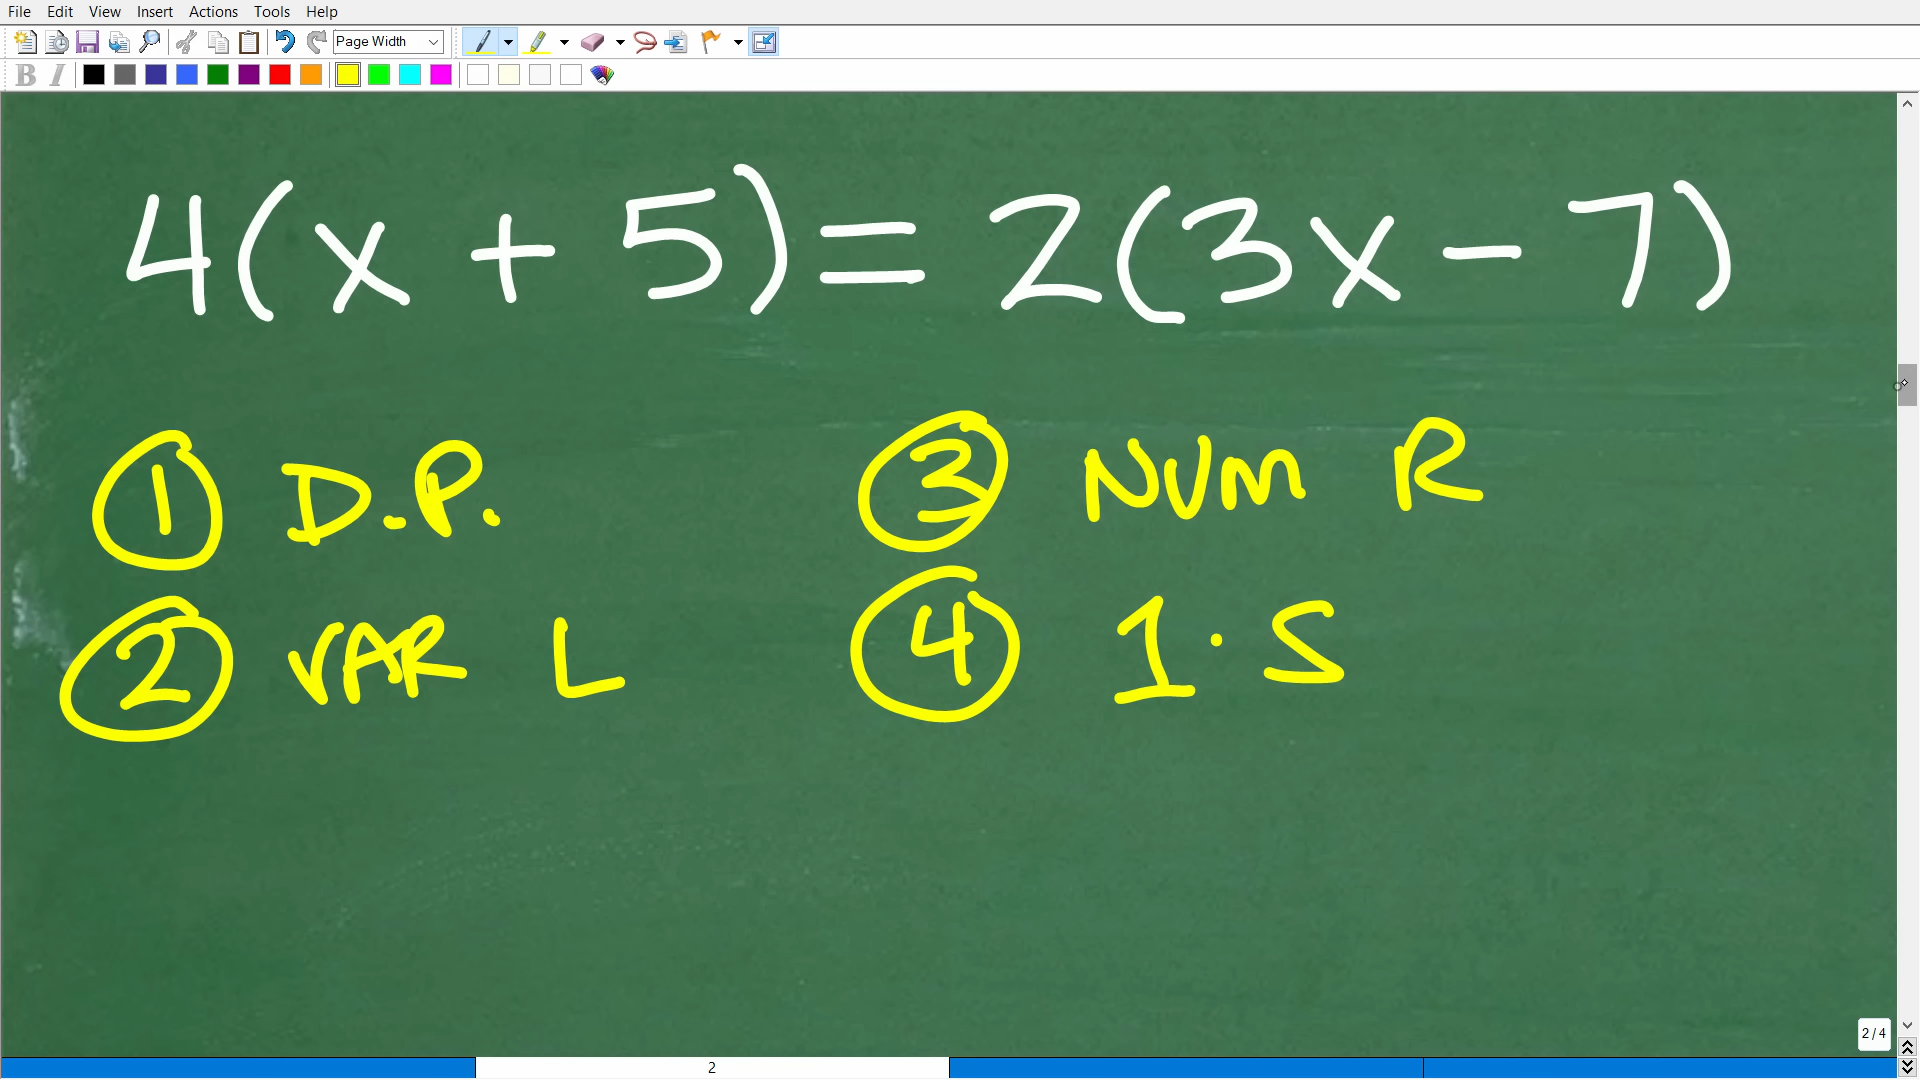 File Edit View Insert Actions Tools Help
Page Width
B I
4(x + 5) = 2(3x - 7)
① D.P.
② VAR L
③ NUM R
④ 1·S
2 / 4
2